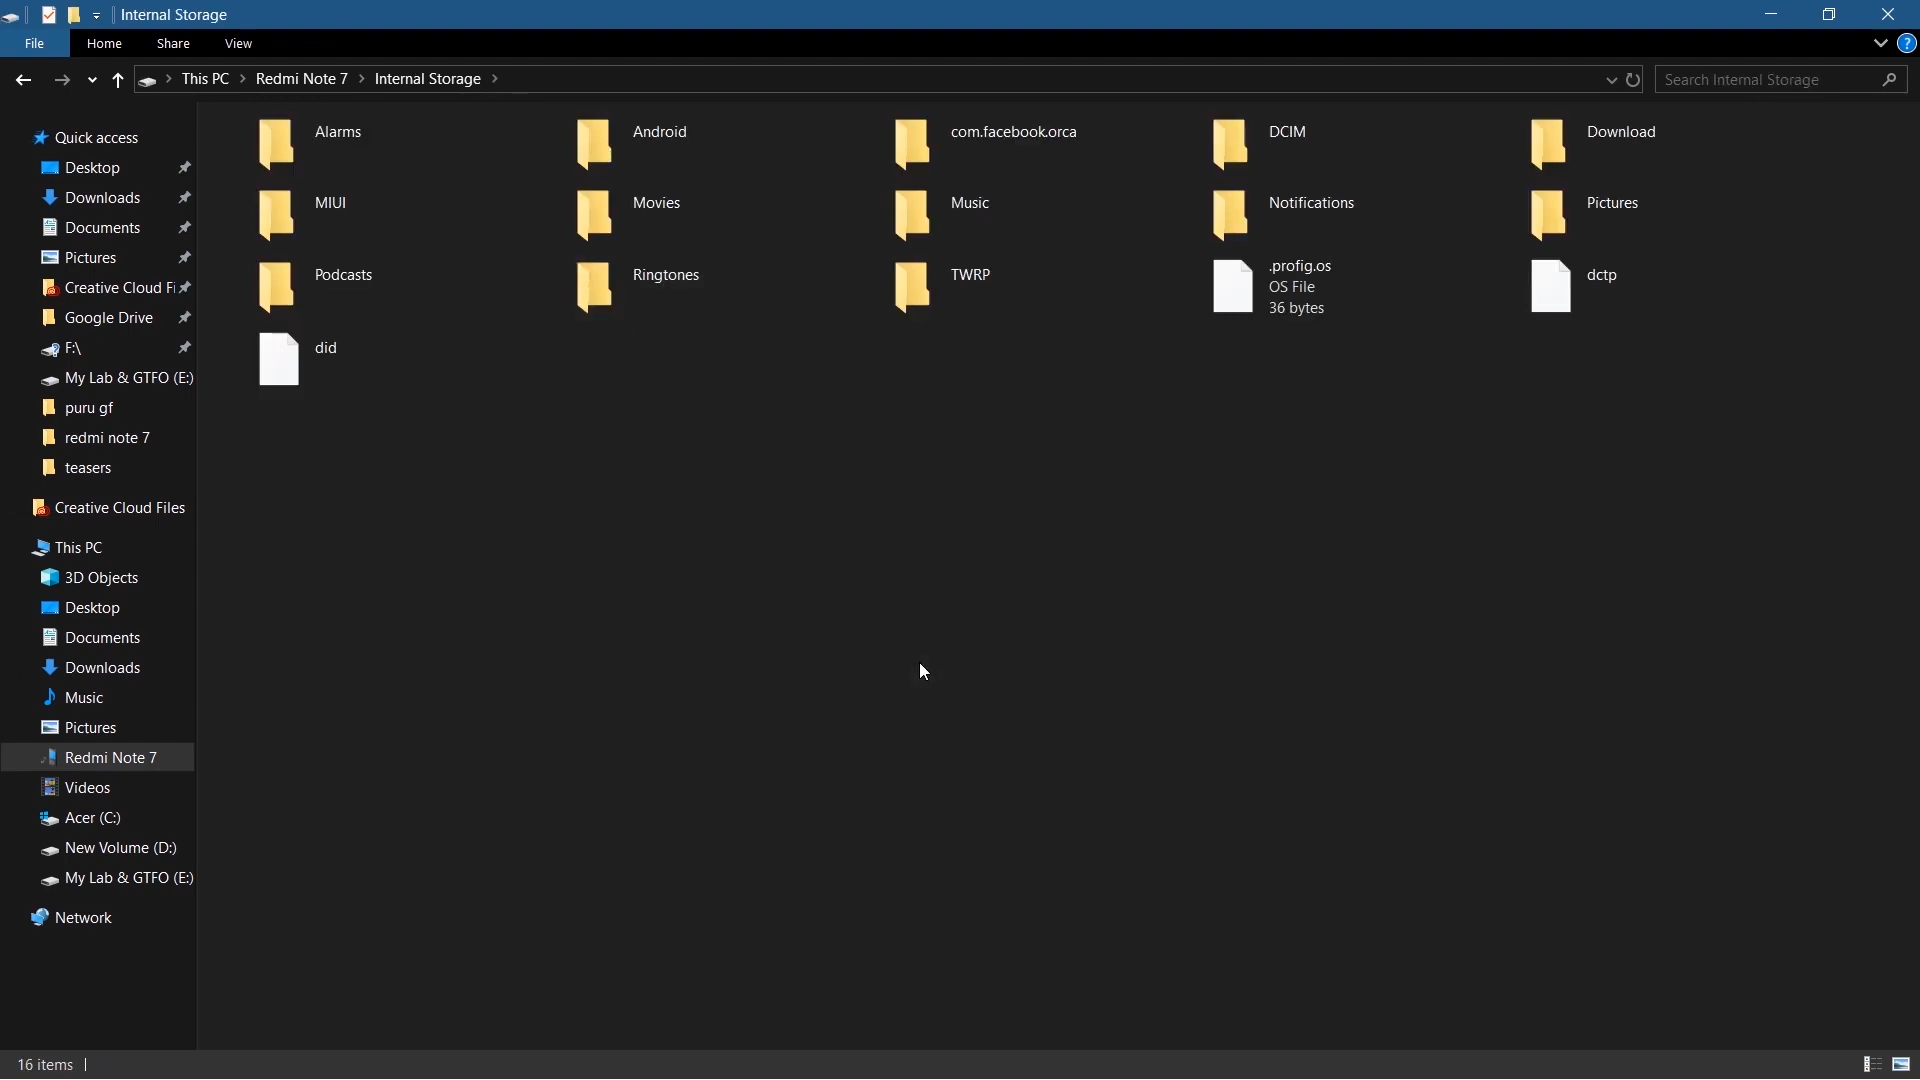 Internal Storage
File Home Share View
This PC > Redmi Note 7 > Internal Storage >
Search Internal Storage
Quick access
Desktop
Downloads
Documents
Pictures
Creative Cloud Fi
Google Drive
F:\
My Lab & GTFO (E:)
puru gf
redmi note 7
teasers
Creative Cloud Files
This PC
3D Objects
Desktop
Documents
Downloads
Music
Pictures
Redmi Note 7
Videos
Acer (C:)
New Volume (D:)
My Lab & GTFO (E:)
Network
Alarms
Android
com.facebook.orca
DCIM
Download
MIUI
Movies
Music
Notifications
Pictures
Podcasts
Ringtones
TWRP
.profig.os
OS File
36 bytes
dctp
did
16 items